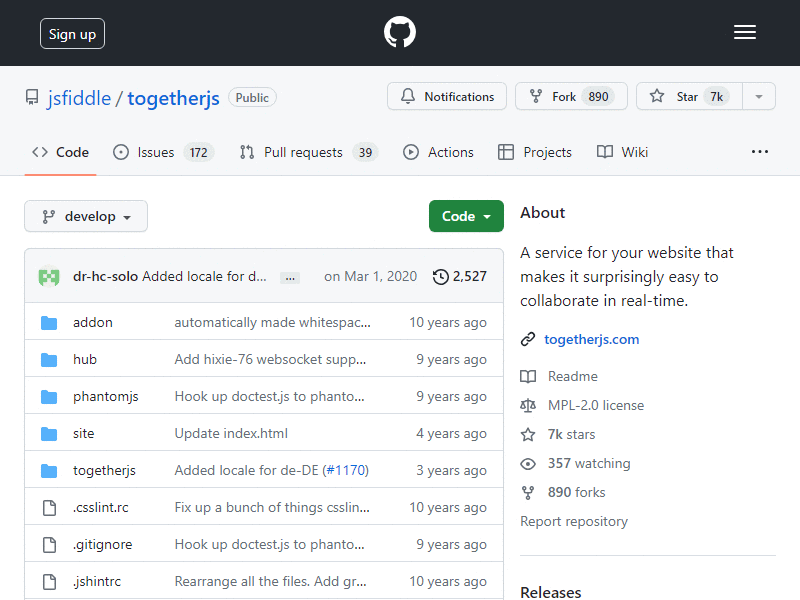 Sign up
jsfiddle / togetherjs Public
Notifications Fork 890 Star 7k
Code Issues 172 Pull requests 39 Actions Projects Wiki ...
develop Code
dr-hc-solo Added locale for d... ... on Mar 1, 2020 2,527
addon automatically made whitespac... 10 years ago
hub Add hixie-76 websocket supp... 9 years ago
phantomjs Hook up doctest.js to phanto... 9 years ago
site Update index.html 4 years ago
togetherjs Added locale for de-DE (#1170) 3 years ago
.csslint.rc Fix up a bunch of things csslin... 10 years ago
.gitignore Hook up doctest.js to phanto... 9 years ago
.jshintrc Rearrange all the files. Add gr... 10 years ago
About
A service for your website that
makes it surprisingly easy to
collaborate in real-time.
togetherjs.com
Readme
MPL-2.0 license
7k stars
357 watching
890 forks
Report repository
Releases